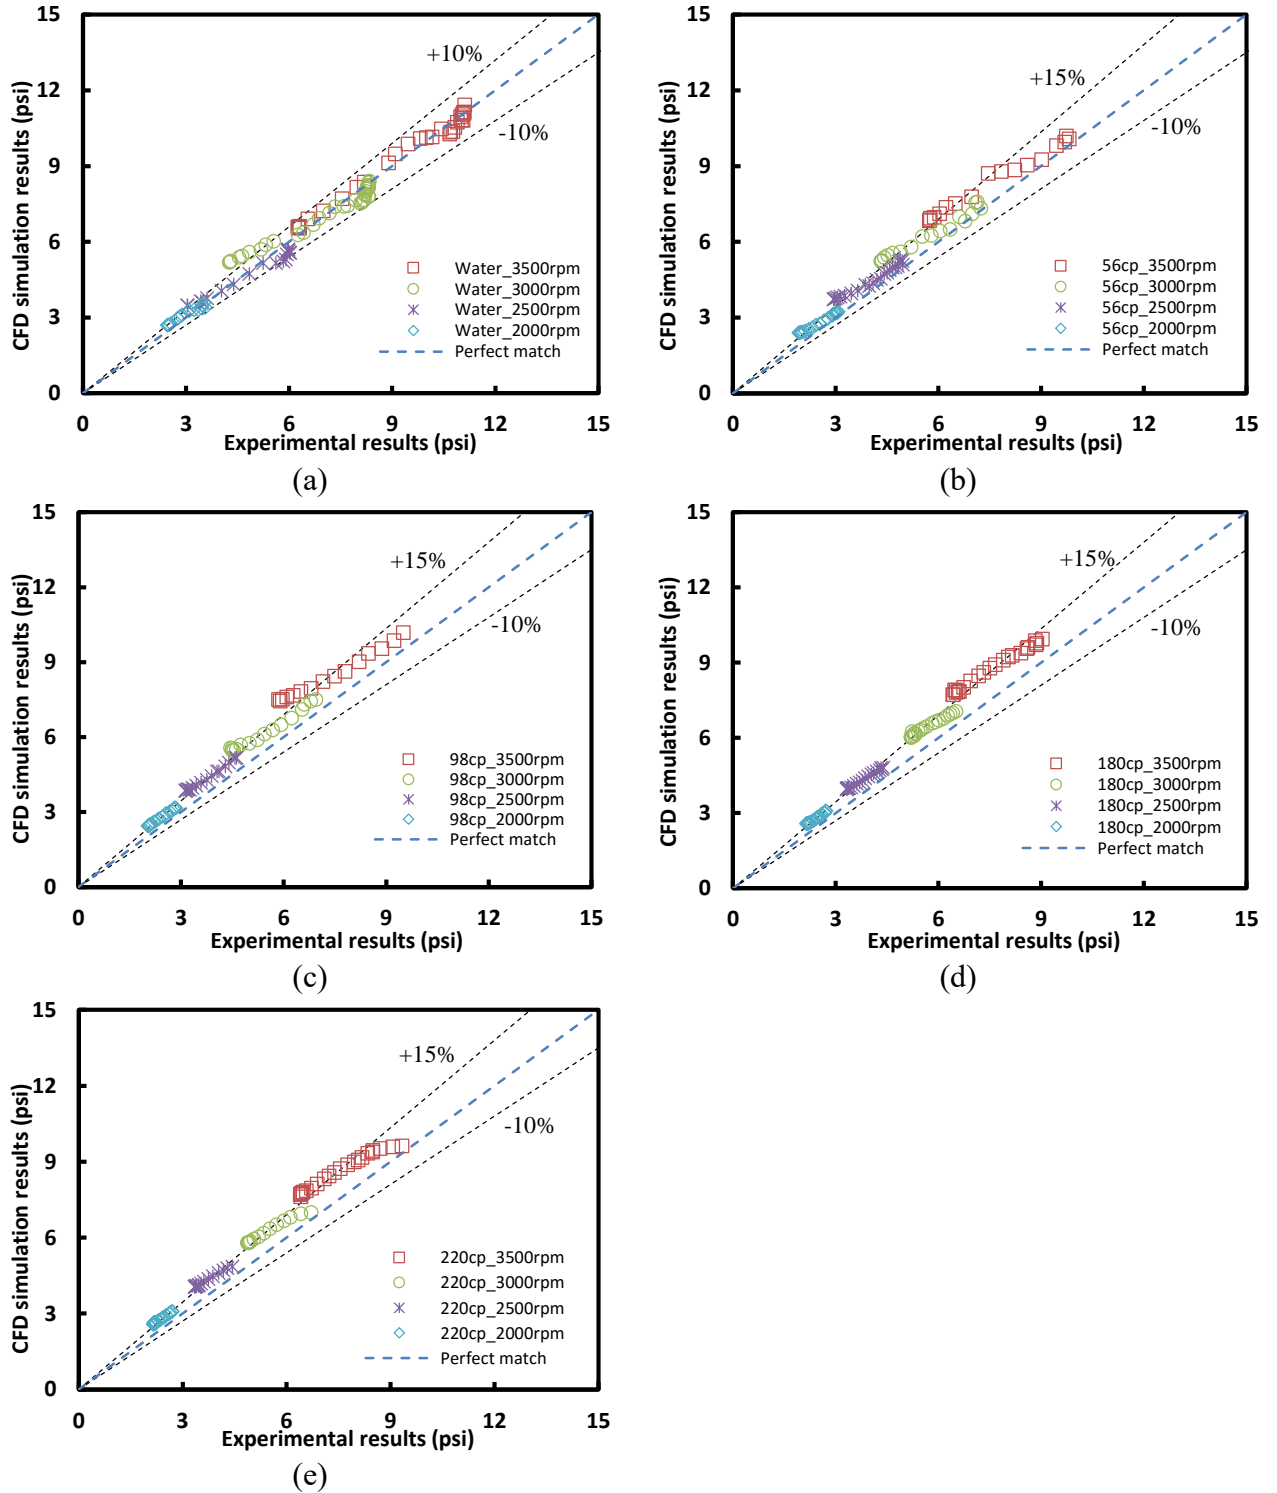 15
12
9
6
3
0
CFD simulation results (psi)
+10%
-10%
Water_3500rpm
Water_3000rpm
Water_2500rpm
Water_2000rpm
Perfect match
0 3 6 9 12 15
Experimental results (psi)
(a)
15
12
9
6
3
0
CFD simulation results (psi)
+15%
-10%
56cp_3500rpm
56cp_3000rpm
56cp_2500rpm
56cp_2000rpm
Perfect match
0 3 6 9 12 15
Experimental results (psi)
(b)
15
12
9
6
3
0
CFD simulation results (psi)
+15%
-10%
98cp_3500rpm
98cp_3000rpm
98cp_2500rpm
98cp_2000rpm
Perfect match
0 3 6 9 12 15
Experimental results (psi)
(c)
15
12
9
6
3
0
CFD simulation results (psi)
+15%
-10%
180cp_3500rpm
180cp_3000rpm
180cp_2500rpm
180cp_2000rpm
Perfect match
0 3 6 9 12 15
Experimental results (psi)
(d)
15
12
9
6
3
0
CFD simulation results (psi)
+15%
-10%
220cp_3500rpm
220cp_3000rpm
220cp_2500rpm
220cp_2000rpm
Perfect match
0 3 6 9 12 15
Experimental results (psi)
(e)